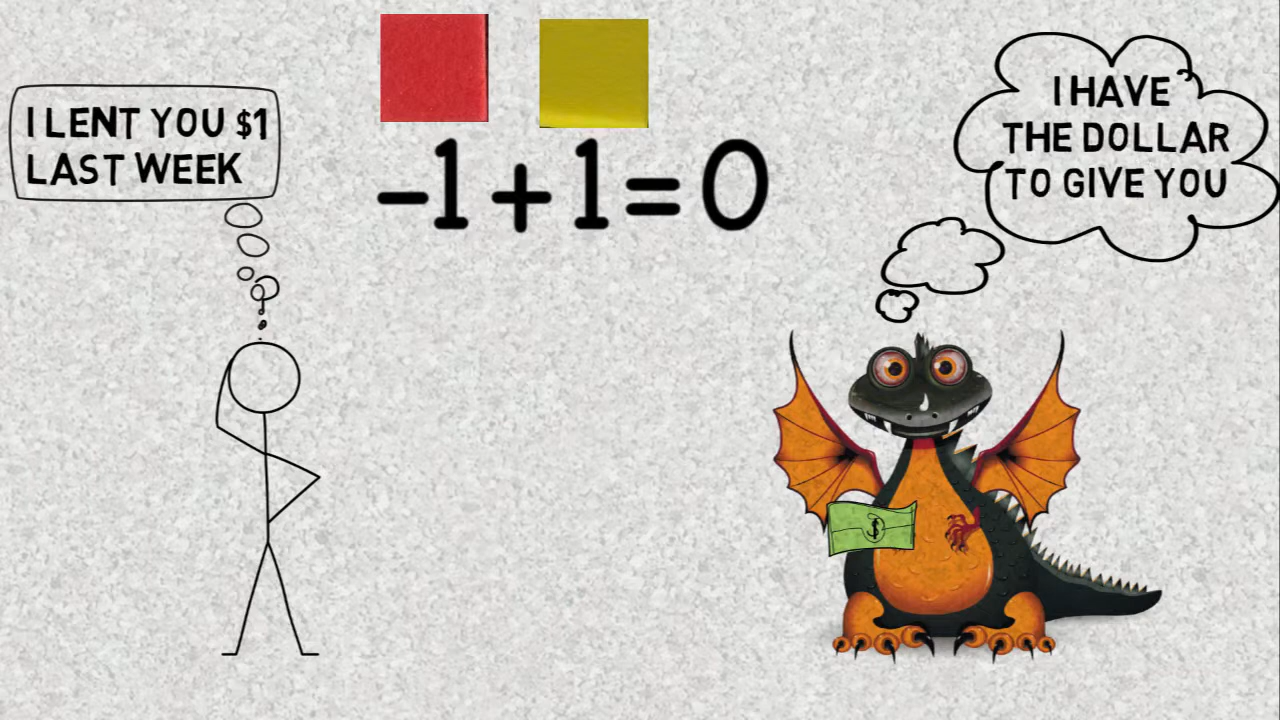 I LENT YOU $1
LAST WEEK
-1+1=0
I HAVE
THE DOLLAR
TO GIVE YOU
$